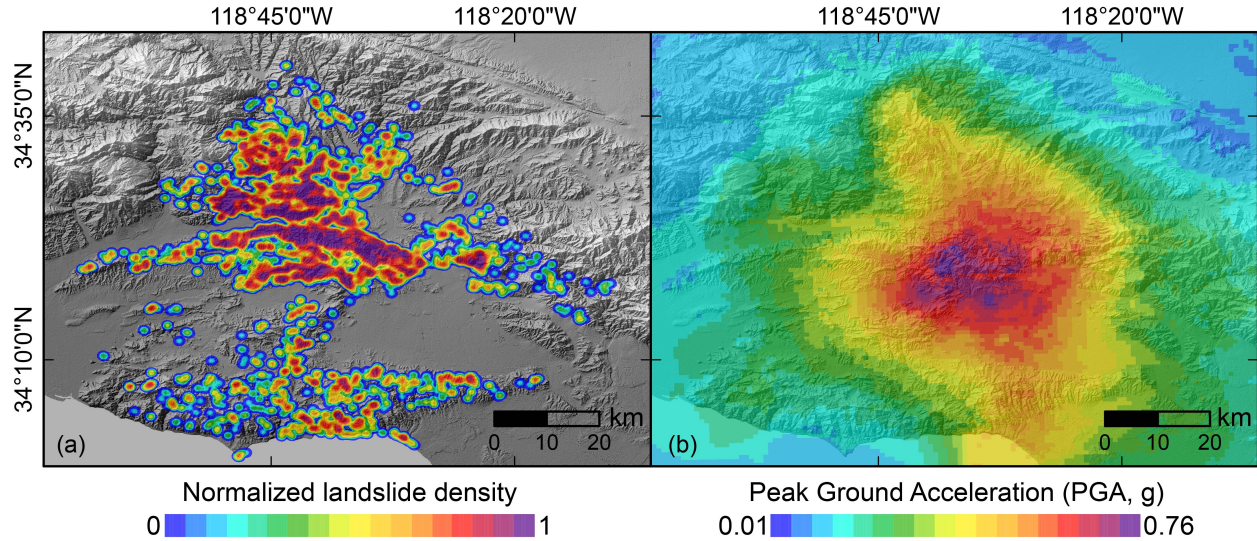 118°45'0"W 118°20'0"W 118°45'0"W 118°20'0"W
34°35'0"N
34°10'0"N
km
0 10 20
(a)
km
0 10 20
(b)
Normalized landslide density
0 1
Peak Ground Acceleration (PGA, g)
0.01 0.76